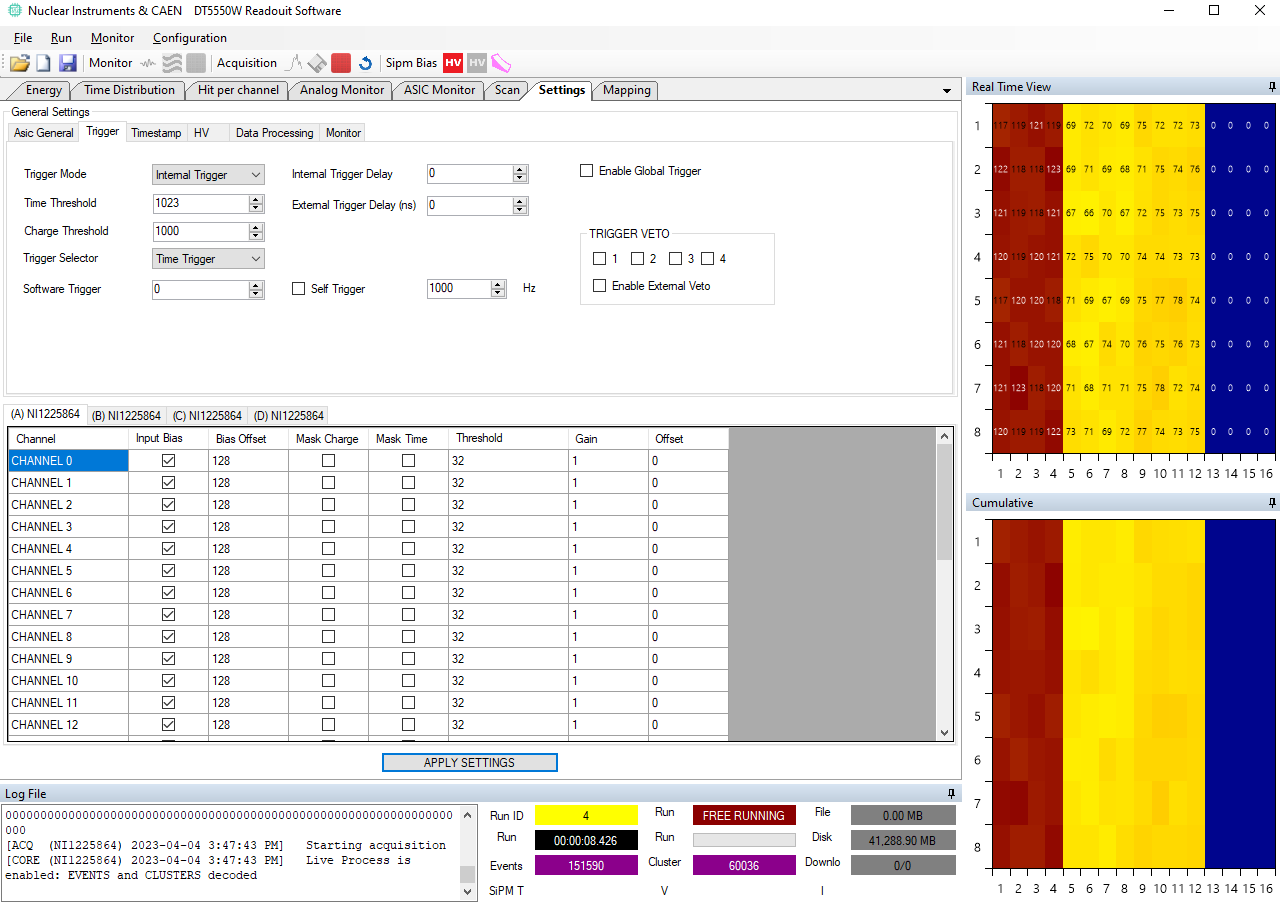 Nuclear Instruments & CAEN DT5550W Readouit Software
File Run Monitor Configuration
Monitor Acquisition Sipm Bias HV HV
Energy Time Distribution Hit per channel Analog Monitor ASIC Monitor Scan Settings Mapping
General Settings
Asic General Trigger Timestamp HV Data Processing Monitor
Trigger Mode Internal Trigger Internal Trigger Delay 0 Enable Global Trigger
Time Threshold 1023 External Trigger Delay (ns) 0
Charge Threshold 1000 TRIGGER VETO
Trigger Selector Time Trigger 1 2 3 4
Software Trigger 0 Self Trigger 1000 Hz Enable External Veto
(A) NI1225864 (B) NI1225864 (C) NI1225864 (D) NI1225864
Channel Input Bias Bias Offset Mask Charge Mask Time Threshold Gain Offset
CHANNEL 0 128 32 1 0
CHANNEL 1 128 32 1 0
CHANNEL 2 128 32 1 0
CHANNEL 3 128 32 1 0
CHANNEL 4 128 32 1 0
CHANNEL 5 128 32 1 0
CHANNEL 6 128 32 1 0
CHANNEL 7 128 32 1 0
CHANNEL 8 128 32 1 0
CHANNEL 9 128 32 1 0
CHANNEL 10 128 32 1 0
CHANNEL 11 128 32 1 0
CHANNEL 12 128 32 1 0
APPLY SETTINGS
Real Time View
1 117 119 121 119 69 72 70 69 75 72 72 73 0 0 0 0
2 122 118 118 123 69 71 69 68 71 75 74 76 0 0 0 0
3 121 119 118 121 67 66 70 67 72 75 73 75 0 0 0 0
4 120 119 120 121 72 75 70 70 74 74 73 73 0 0 0 0
5 117 120 120 118 71 69 67 69 75 77 78 74 0 0 0 0
6 121 118 120 120 68 67 74 70 76 75 76 73 0 0 0 0
7 121 123 118 120 71 68 71 71 75 78 72 74 0 0 0 0
8 120 119 119 122 73 71 69 72 77 74 73 75 0 0 0 0
1 2 3 4 5 6 7 8 9 10 11 12 13 14 15 16
Cumulative
1
2
3
4
5
6
7
8
1 2 3 4 5 6 7 8 9 10 11 12 13 14 15 16
Log File
000
[ACQ (NI1225864) 2023-04-04 3:47:43 PM] Starting acquisition
[CORE (NI1225864) 2023-04-04 3:47:43 PM] Live Process is
enabled: EVENTS and CLUSTERS decoded
Run ID 4 Run FREE RUNNING File 0.00 MB
Run 00:00:08.426 Run Disk 41,288.90 MB
Events 151590 Cluster 60036 Downlo 0/0
SiPM T V I